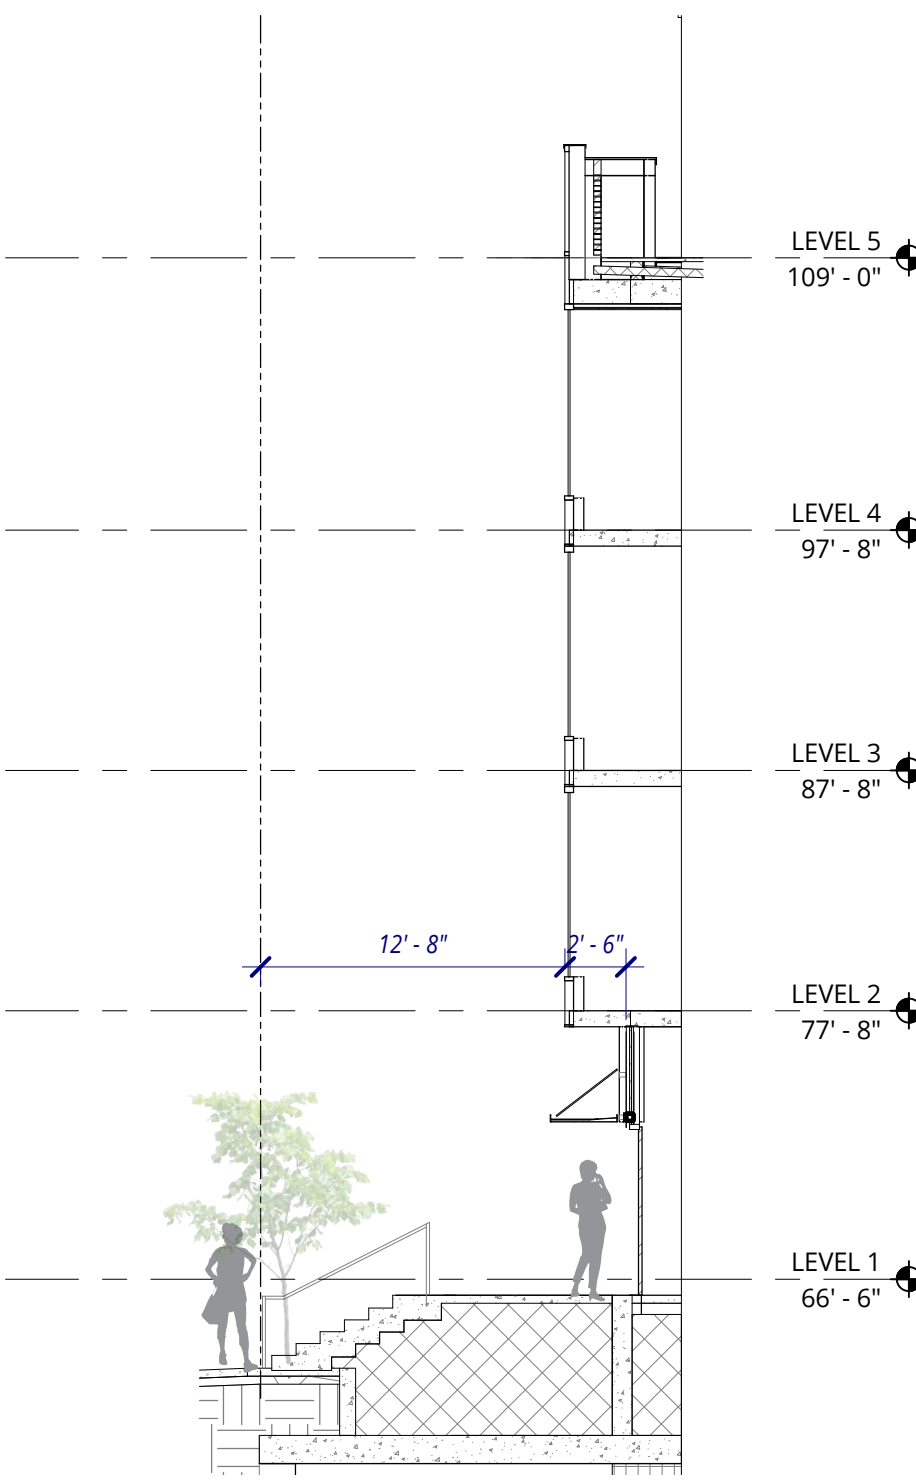 LEVEL 5
109' - 0"
LEVEL 4
97' - 8"
LEVEL 3
87' - 8"
12' - 8"
2' - 6"
LEVEL 2
77' - 8"
LEVEL 1
66' - 6"